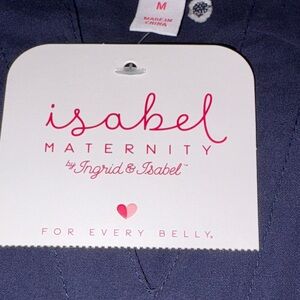 M
MADE IN
CHINA
isabel
MATERNITY
by Ingrid & Isabel™
FOR EVERY BELLY®